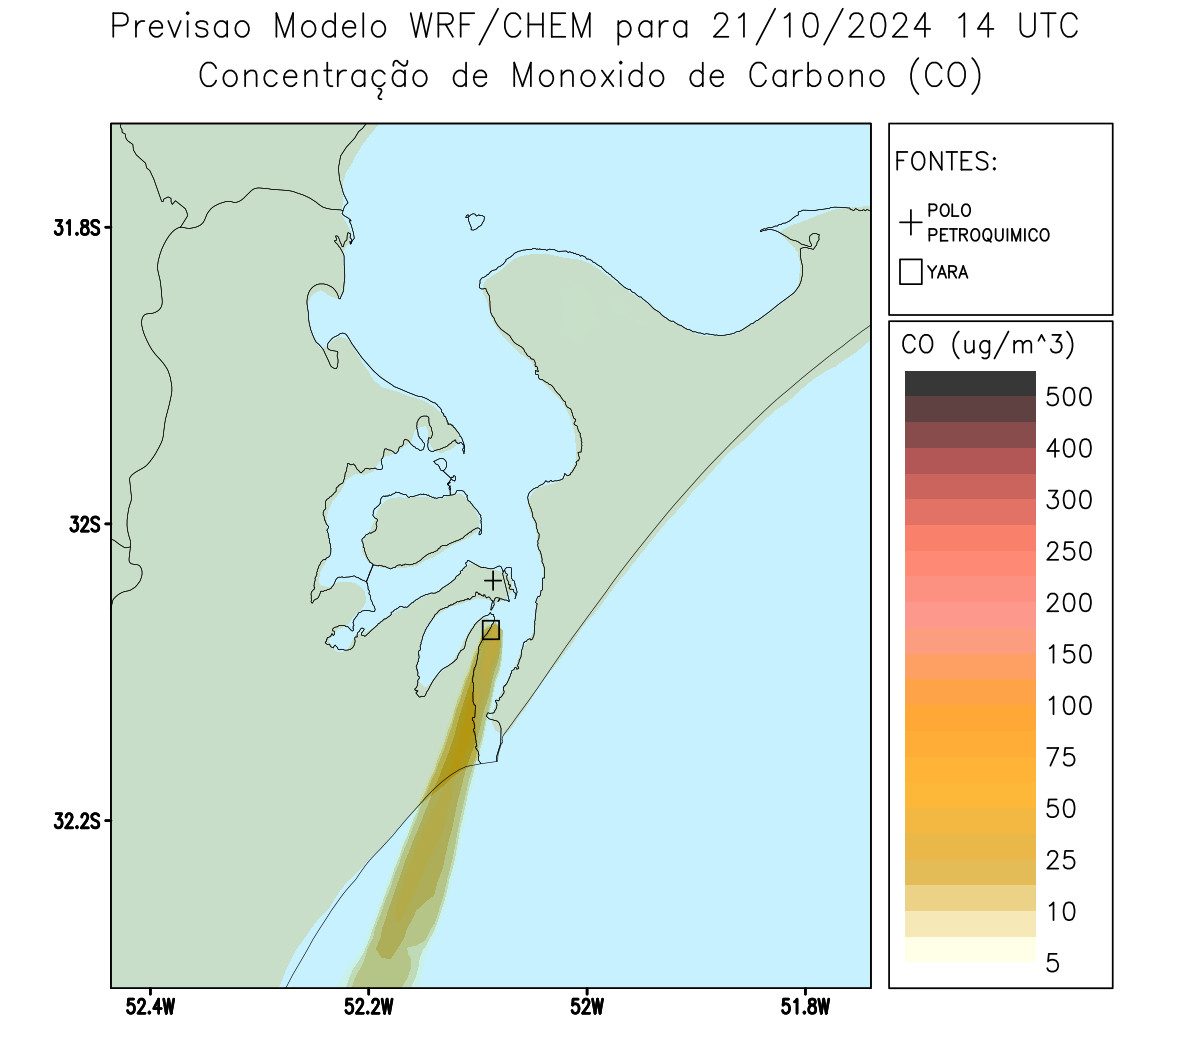 Previsao Modelo WRF/CHEM para 21/10/2024 14 UTC
Concentração de Monoxido de Carbono (CO)
FONTES:
POLO
PETROQUIMICO
YARA
CO (ug/m^3)
500
400
300
250
200
150
100
75
50
25
10
5
31.8S
32S
32.2S
52.4W
52.2W
52W
51.8W